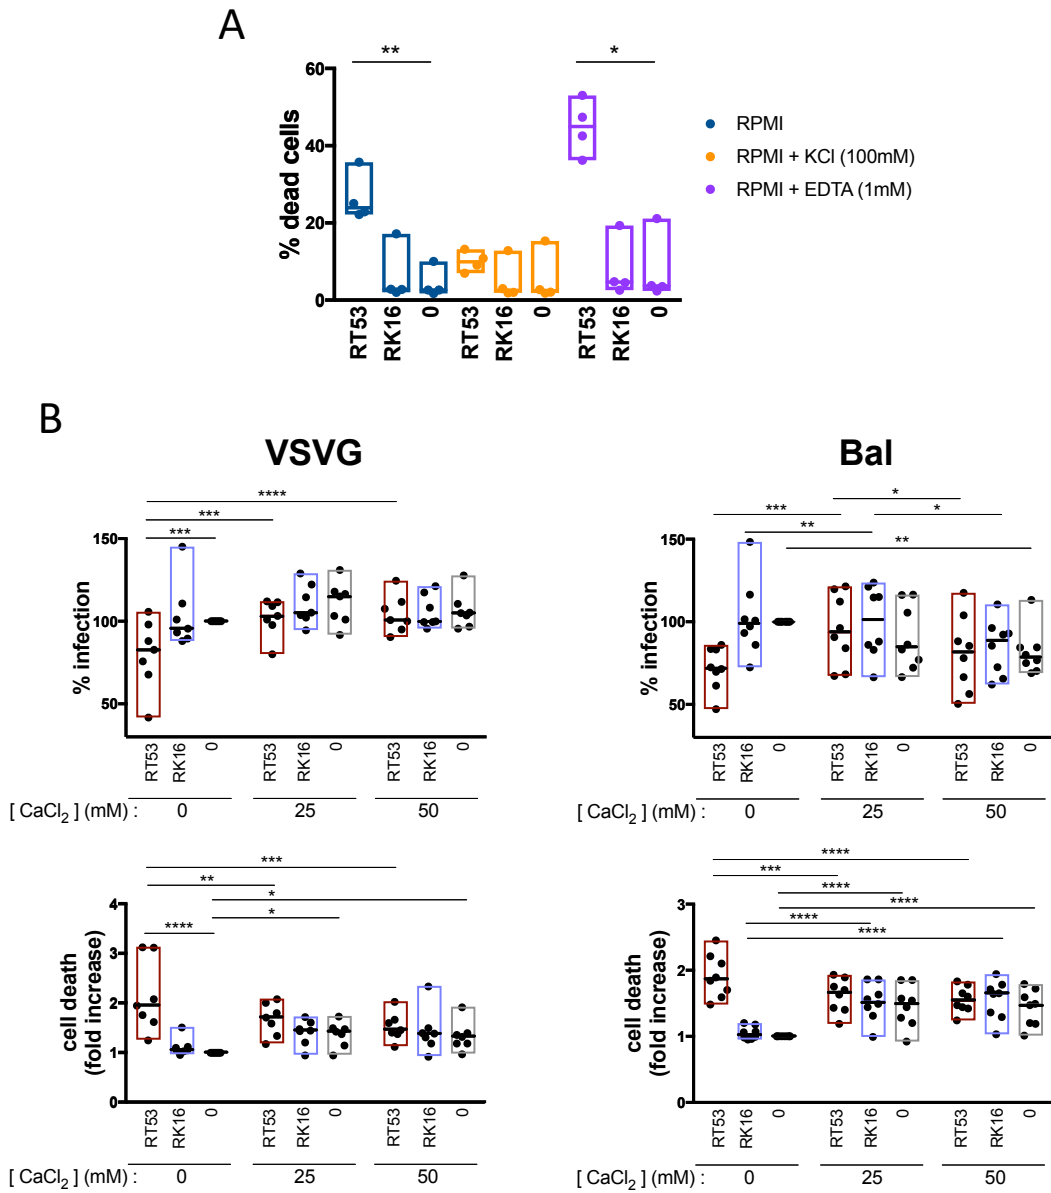 A
** *
60
40
20
0
% dead cells
RT53 RK16 0 RT53 RK16 0 RT53 RK16 0
RPMI
RPMI + KCl (100mM)
RPMI + EDTA (1mM)
B
VSVG
****
***
***
150
100
50
% infection
RT53 RK16 0 RT53 RK16 0 RT53 RK16 0
[ CaCl2 ] (mM) : 0 25 50
Bal
*
*** *
**
**
150
100
50
% infection
RT53 RK16 0 RT53 RK16 0 RT53 RK16 0
[ CaCl2 ] (mM) : 0 25 50
***
**
*
*
****
4
3
2
1
0
cell death
(fold increase)
RT53 RK16 0 RT53 RK16 0 RT53 RK16 0
[ CaCl2 ] (mM) : 0 25 50
****
***
****
****
****
****
3
2
1
0
cell death
(fold increase)
RT53 RK16 0 RT53 RK16 0 RT53 RK16 0
[ CaCl2 ] (mM) : 0 25 50